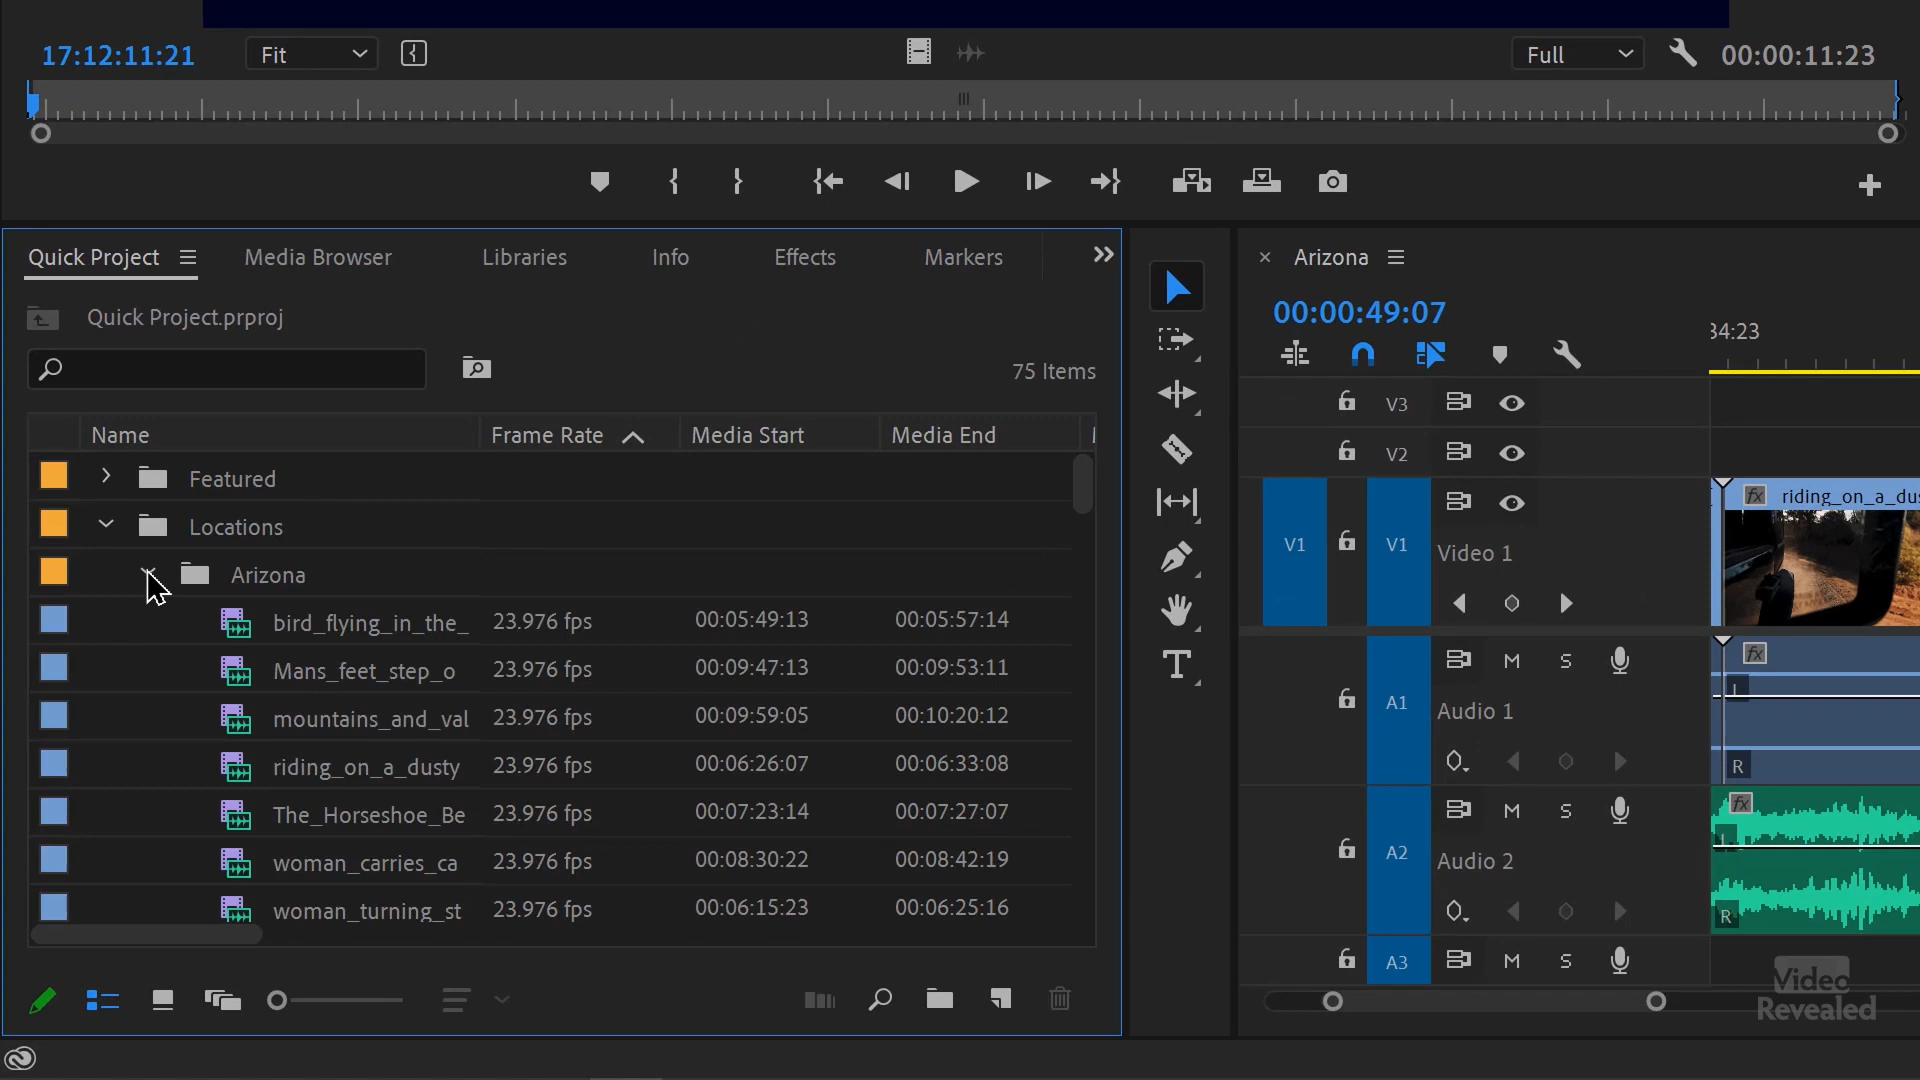 17:12:11:21
Fit
Full
00:00:11:23
Quick Project
Media Browser
Libraries
Info
Effects
Markers
Quick Project.prproj
75 Items
Name
Frame Rate
Media Start
Media End
Featured
Locations
Arizona
bird_flying_in_the_ 23.976 fps 00:05:49:13 00:05:57:14
Mans_feet_step_o 23.976 fps 00:09:47:13 00:09:53:11
mountains_and_val 23.976 fps 00:09:59:05 00:10:20:12
riding_on_a_dusty 23.976 fps 00:06:26:07 00:06:33:08
The_Horseshoe_Be 23.976 fps 00:07:23:14 00:07:27:07
woman_carries_ca 23.976 fps 00:08:30:22 00:08:42:19
woman_turning_st 23.976 fps 00:06:15:23 00:06:25:16
Arizona
00:00:49:07
34:23
V3
V2
V1
V1
Video 1
fx riding_on_a_dus
A1
M
S
Audio 1
fx
L
R
A2
M
S
Audio 2
fx
L
R
A3
M
S
Video
Revealed